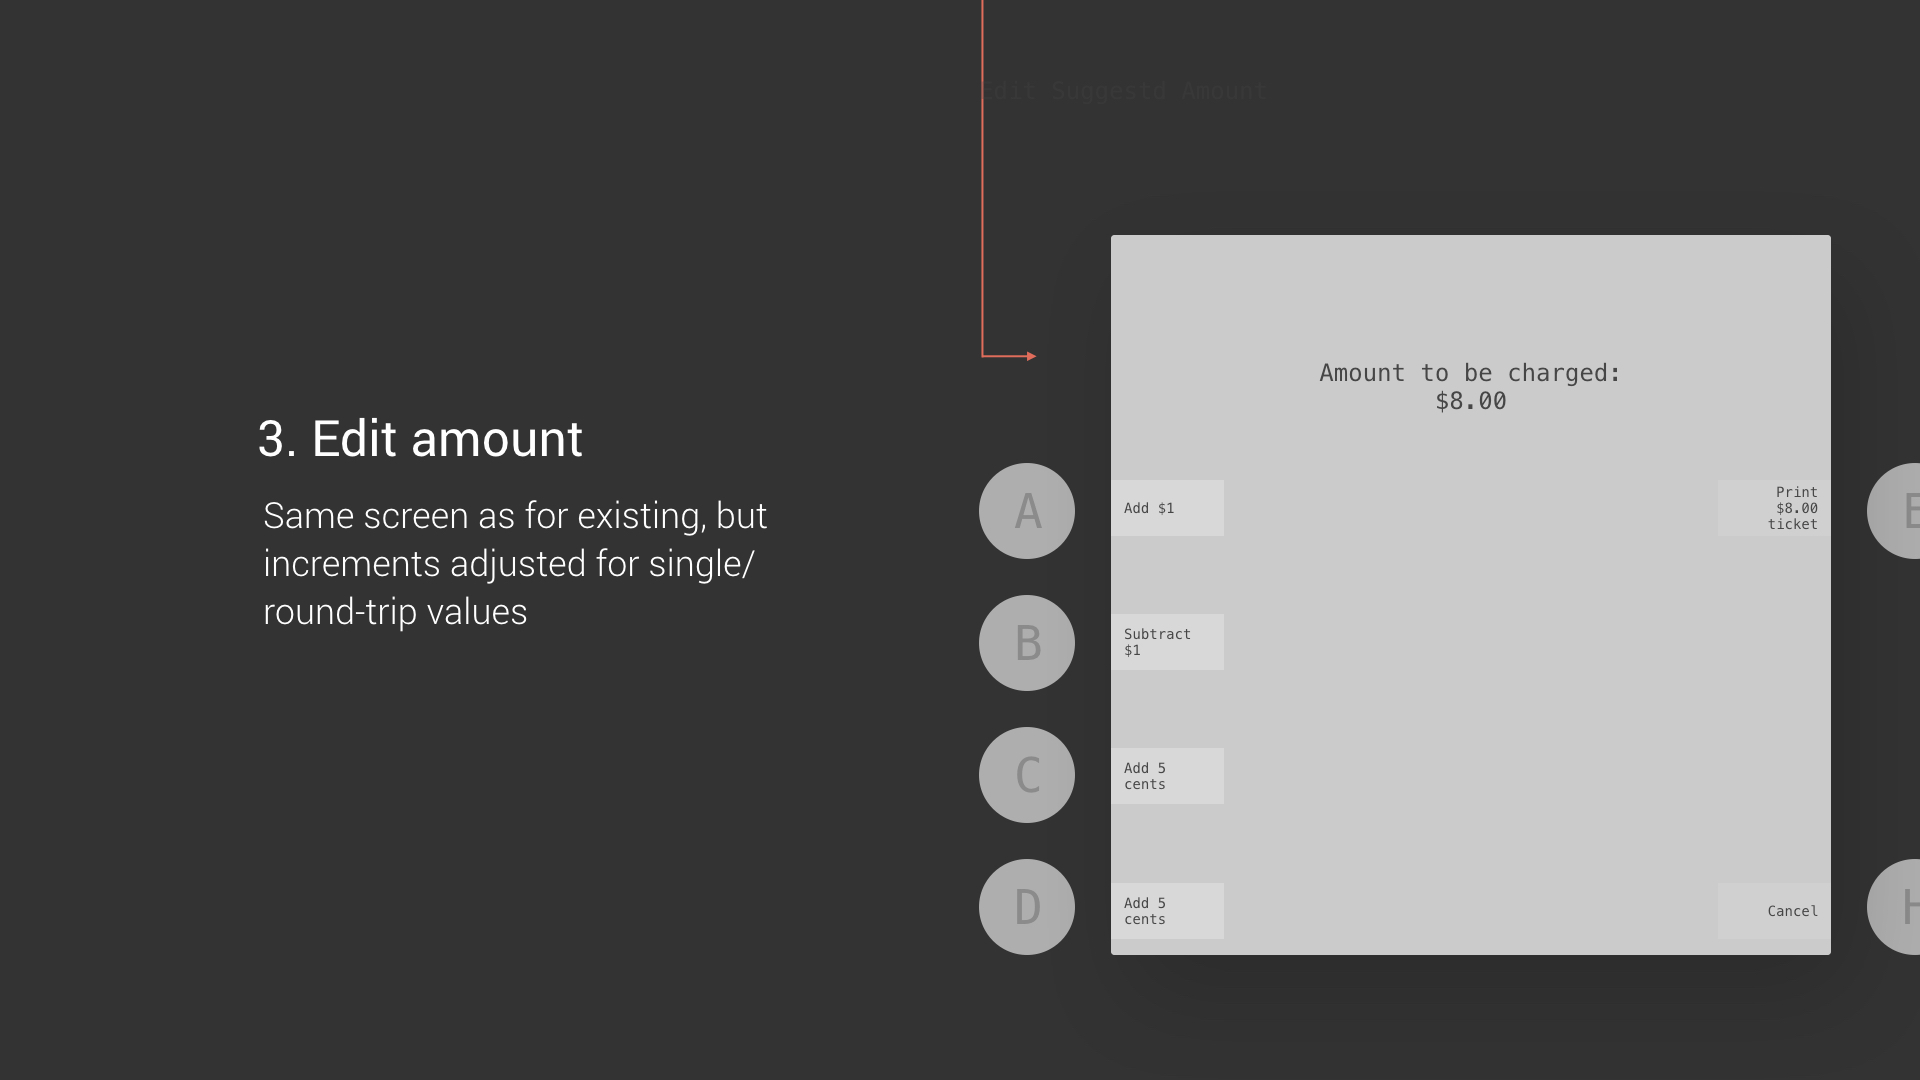 Edit Suggestd Amount
3. Edit amount
Same screen as for existing, but
increments adjusted for single/
round-trip values
Amount to be charged:
$8.00
A
Add $1
Print
$8.00
ticket
E
B
Subtract
$1
C
Add 5
cents
D
Add 5
cents
Cancel
H